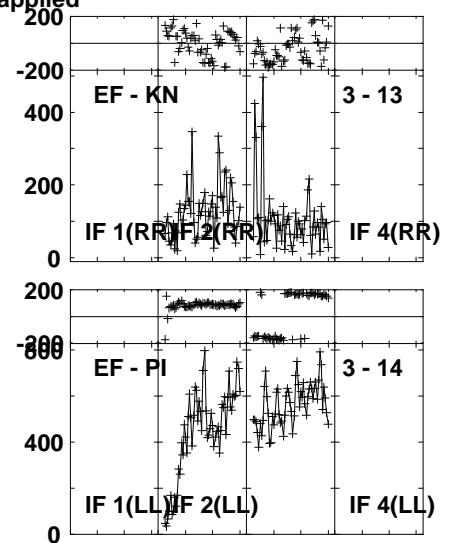 applied
200
-200
EF - KN 3 - 13
400
200
IF 1(RR) IF 2(RR) IF 4(RR)
0
200
-200
800
EF - PI 3 - 14
400
IF 1(LL) IF 2(LL) IF 4(LL)
0